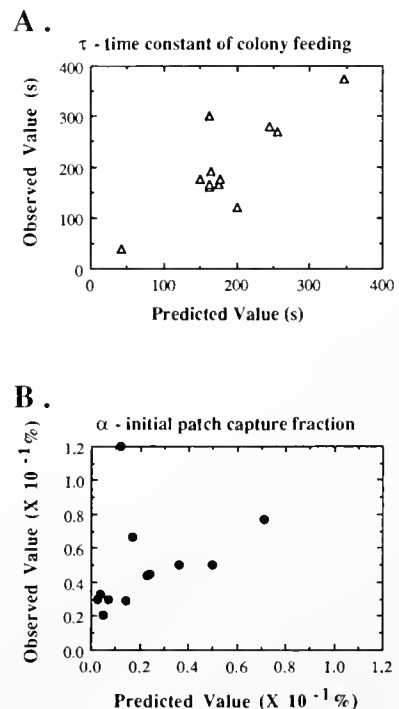 A .
τ - time constant of colony feeding
Observed Value (s)
400
300
200
100
0
0 100 200 300 400
Predicted Value (s)
B .
α - initial patch capture fraction
Observed Value (X 10 -1 %)
1.2
1.0
0.8
0.6
0.4
0.2
0.0 0.2 0.4 0.6 0.8 1.0 1.2
Predicted Value (X 10 -1 %)